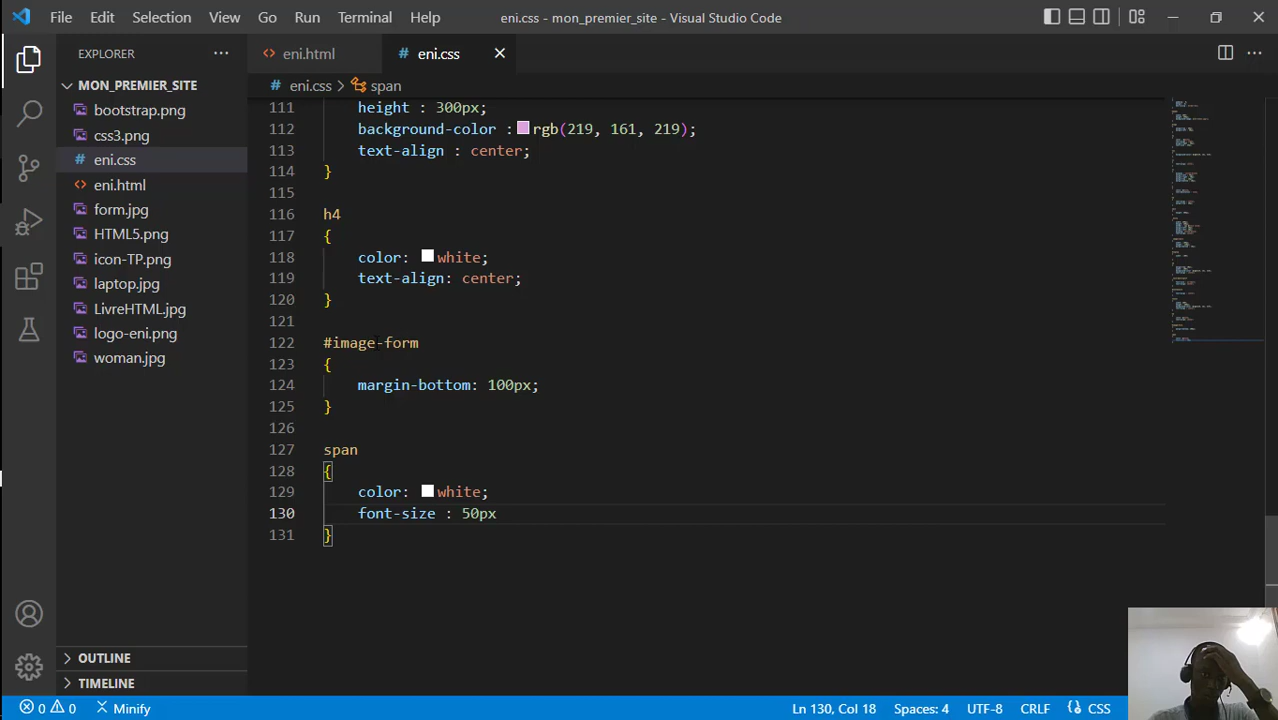 File Edit Selection View Go Run Terminal Help eni.css - mon_premier_site - Visual Studio Code
EXPLORER ··· <> eni.html # eni.css × ···
MON_PREMIER_SITE # eni.css > span
bootstrap.png
css3.png
# eni.css
<> eni.html
form.jpg
HTML5.png
icon-TP.png
laptop.jpg
LivreHTML.jpg
logo-eni.png
woman.jpg
OUTLINE
TIMELINE
111 height : 300px;
112 background-color : rgb(219, 161, 219);
113 text-align : center;
114 }
115
116 h4
117 {
118 color: white;
119 text-align: center;
120 }
121
122 #image-form
123 {
124 margin-bottom: 100px;
125 }
126
127 span
128 {
129 color: white;
130 font-size : 50px
131 }
0 0 Minify Ln 130, Col 18 Spaces: 4 UTF-8 CRLF CSS